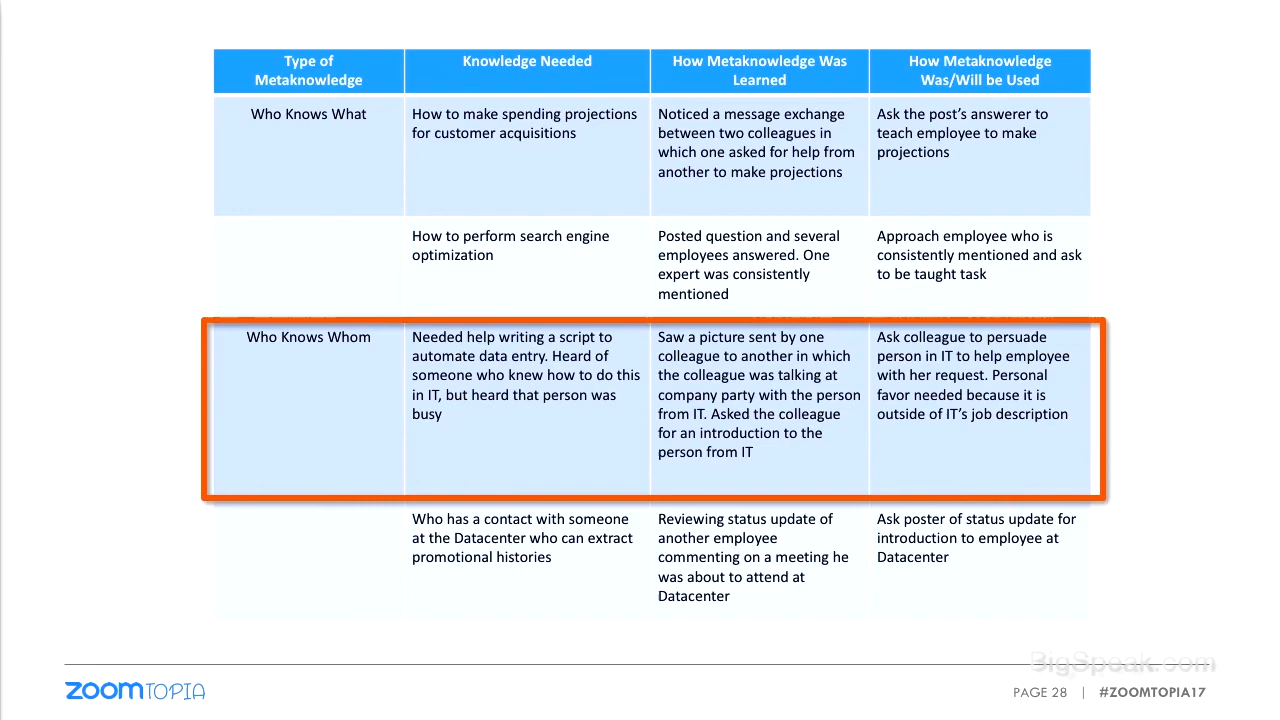 Type of
Metaknowledge
Knowledge Needed
How Metaknowledge Was
Learned
How Metaknowledge
Was/Will be Used
Who Knows What
How to make spending projections
for customer acquisitions
Noticed a message exchange
between two colleagues in
which one asked for help from
another to make projections
Ask the post’s answerer to
teach employee to make
projections
How to perform search engine
optimization
Posted question and several
employees answered. One
expert was consistently
mentioned
Approach employee who is
consistently mentioned and ask
to be taught task
Who Knows Whom
Needed help writing a script to
automate data entry. Heard of
someone who knew how to do this
in IT, but heard that person was
busy
Saw a picture sent by one
colleague to another in which
the colleague was talking at
company party with the person
from IT. Asked the colleague
for an introduction to the
person from IT
Ask colleague to persuade
person in IT to help employee
with her request. Personal
favor needed because it is
outside of IT’s job description
Who has a contact with someone
at the Datacenter who can extract
promotional histories
Reviewing status update of
another employee
commenting on a meeting he
was about to attend at
Datacenter
Ask poster of status update for
introduction to employee at
Datacenter
BigSpeak.com
ZOOMTOPIA
PAGE 28 | #ZOOMTOPIA17